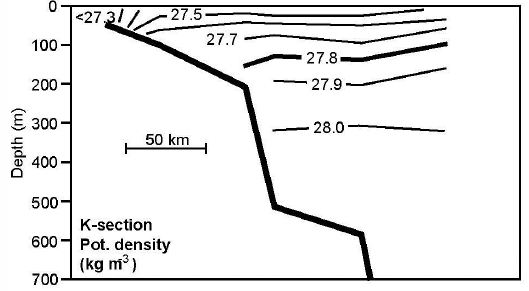 0
<27.3
27.5
27.7
100
27.8
200
27.9
300
28.0
50 km
400
500
600
700
Depth (m)
K-section
Pot. density
(kg m³ )